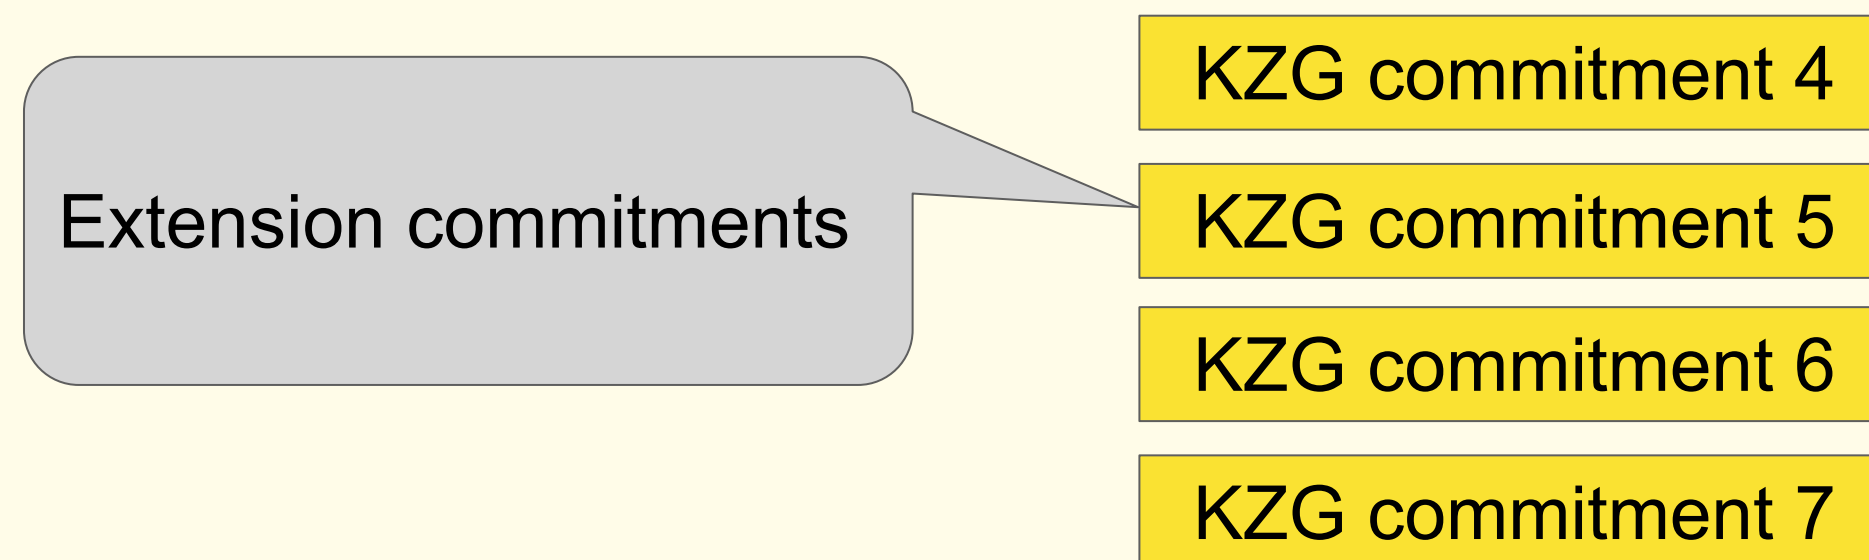 KZG commitment 4
Extension commitments
KZG commitment 5
KZG commitment 6
KZG commitment 7